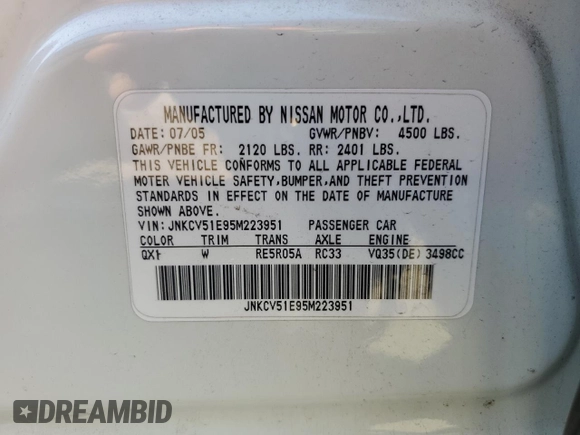 MANUFACTURED BY NISSAN MOTOR CO.,LTD.
DATE: 07/05 GVWR/PNBV: 4500 LBS.
GAWR/PNBE FR: 2120 LBS. RR: 2401 LBS.
THIS VEHICLE CONFORMS TO ALL APPLICABLE FEDERAL
MOTOR VEHICLE SAFETY,BUMPER,AND THEFT PREVENTION
STANDARDS IN EFFECT ON THE DATE OF MANUFACTURE
SHOWN ABOVE.
VIN: JNKCV51E95M223951 PASSENGER CAR
COLOR TRIM TRANS AXLE ENGINE
W RE5R05A RC33 VQ35(DE) 3498CC
JNKCV51E95M223951
DREAMBID